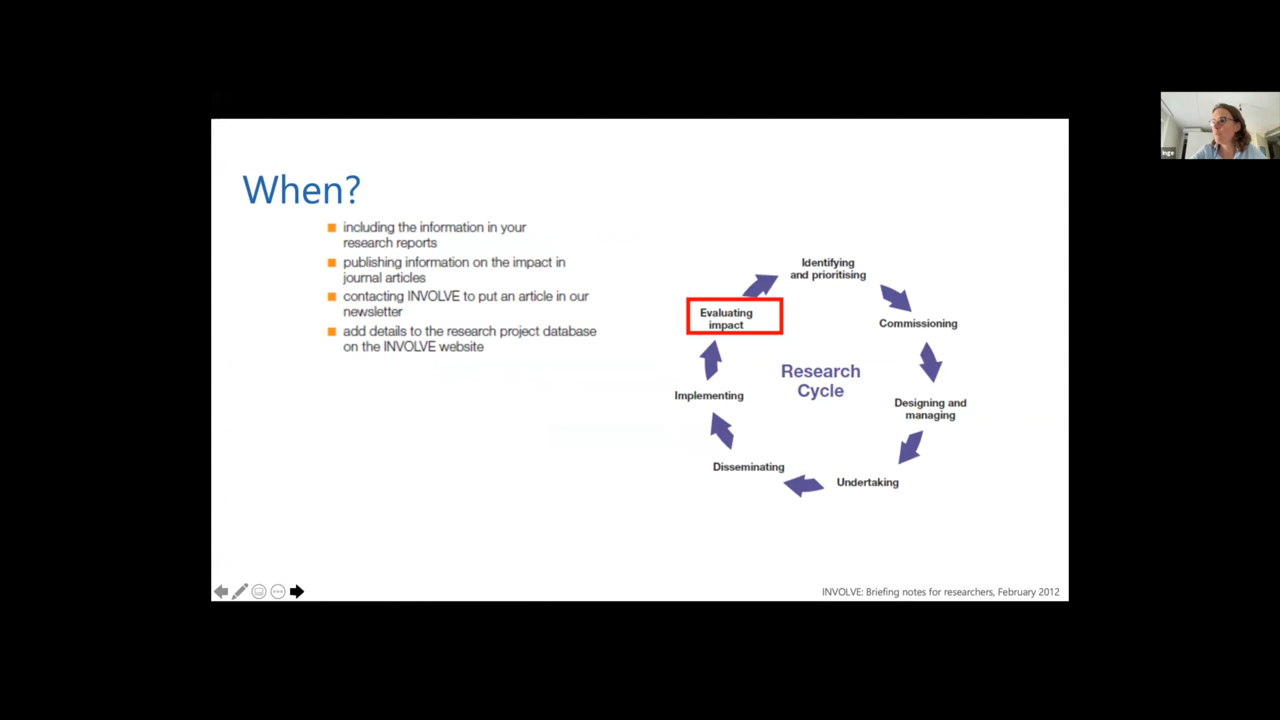 When?
including the information in your
research reports
publishing information on the impact in
journal articles
contacting INVOLVE to put an article in our
newsletter
add details to the research project database
on the INVOLVE website
Identifying
and prioritising
Commissioning
Designing and
managing
Undertaking
Disseminating
Implementing
Evaluating
impact
Research
Cycle
INVOLVE: Briefing notes for researchers, February 2012
Inge